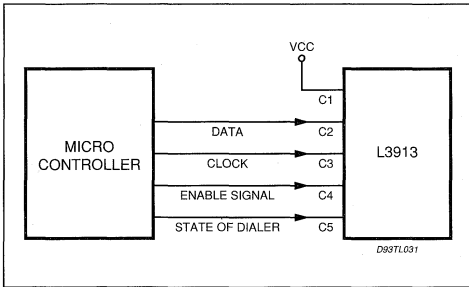 VCC
C1
DATA
C2
MICRO
CONTROLLER
CLOCK
C3
L3913
ENABLE SIGNAL
C4
STATE OF DIALER
C5
D93TL031